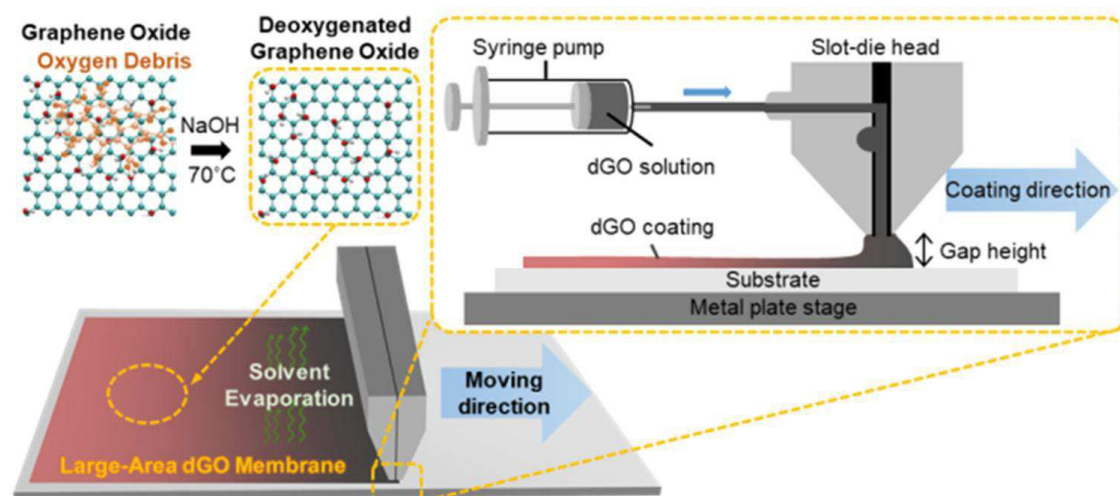 Graphene Oxide
Oxygen Debris
NaOH
70°C
Deoxygenated
Graphene Oxide
Syringe pump
Slot-die head
dGO solution
Coating direction
dGO coating
Gap height
Substrate
Metal plate stage
Solvent
Evaporation
Moving
direction
Large-Area dGO Membrane